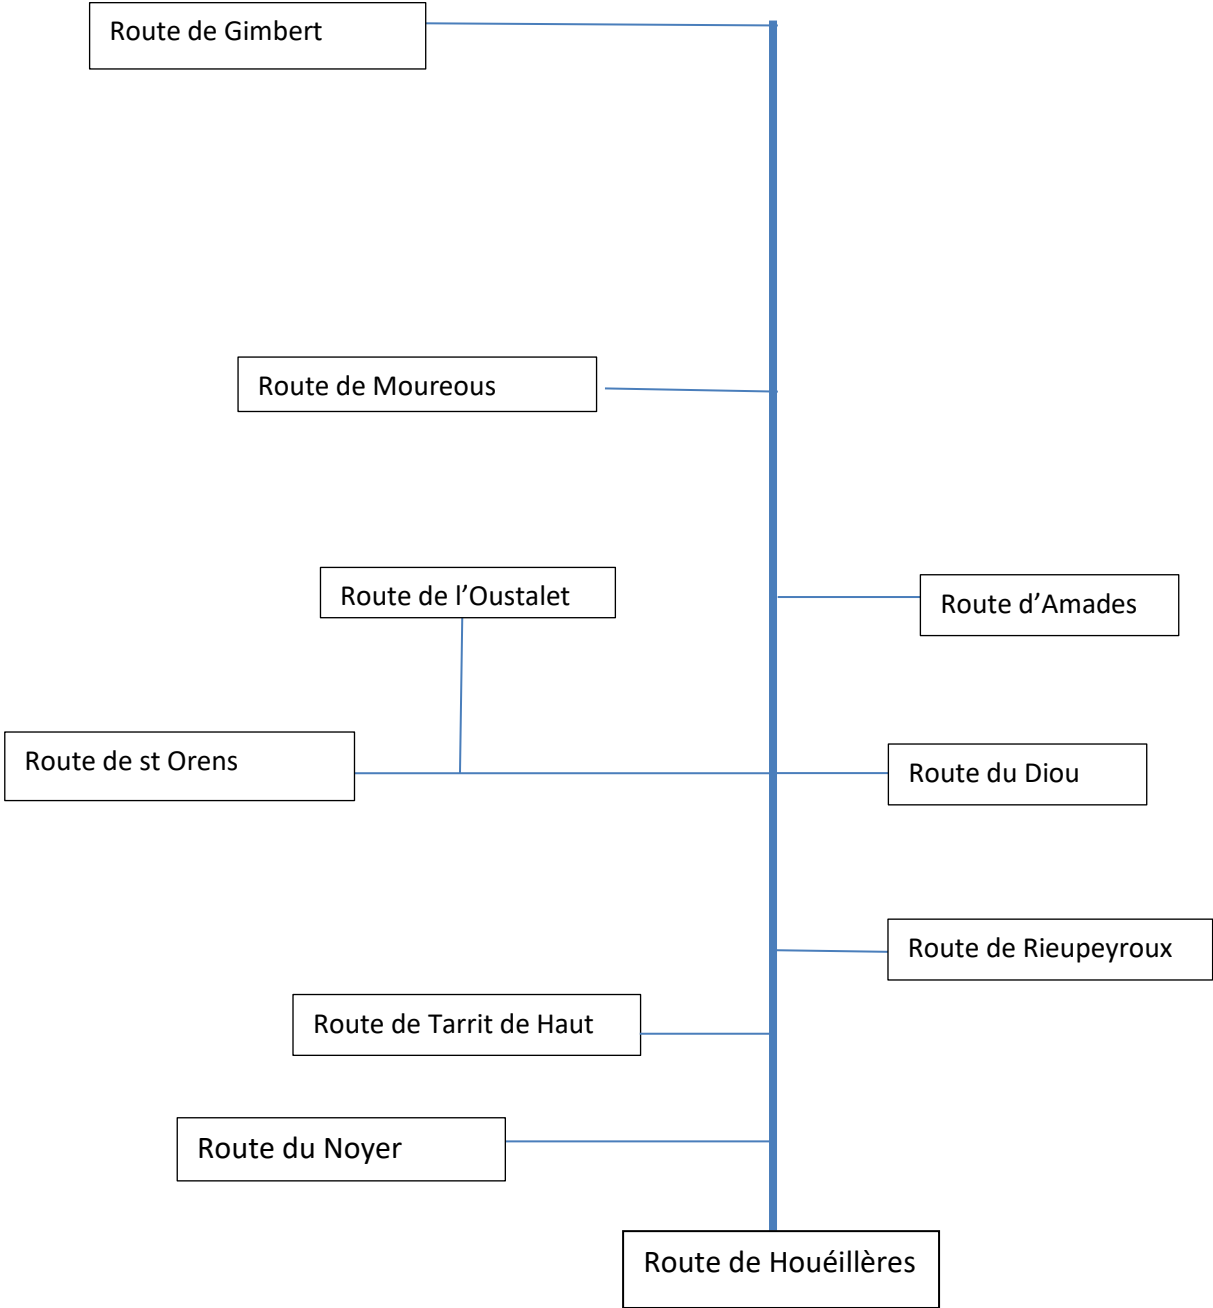 Route de Gimbert
Route de Moureous
Route de l’Oustalet
Route d’Amades
Route de st Orens
Route du Diou
Route de Rieupeyroux
Route de Tarrit de Haut
Route du Noyer
Route de Houéillères